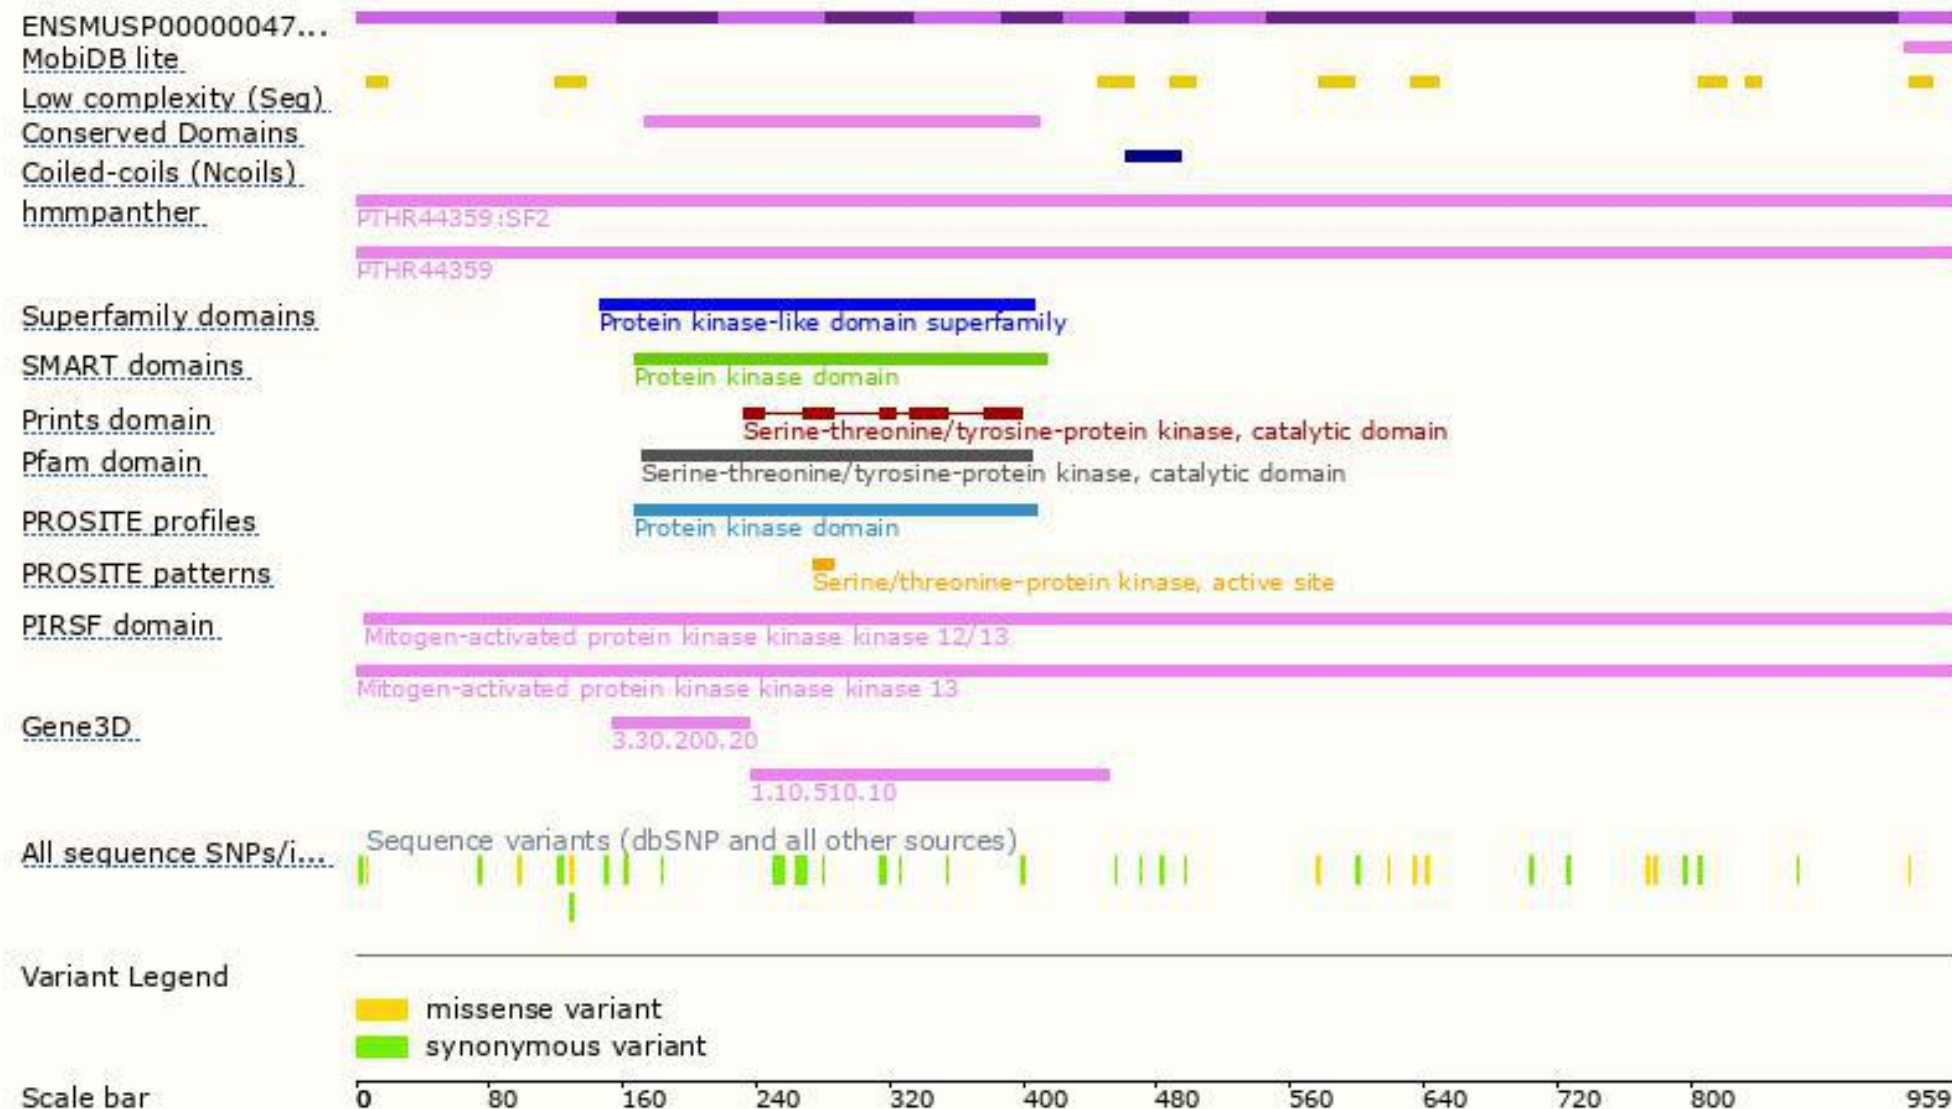 ENSMUSP00000047...
MobiDB lite
Low complexity (Seg)
Conserved Domains
Coiled-coils (Ncoils)
hmmpanther
PTHR44359:SF2
PTHR44359
Superfamily domains
Protein kinase-like domain superfamily
SMART domains
Protein kinase domain
Prints domain
Serine-threonine/tyrosine-protein kinase, catalytic domain
Pfam domain
Serine-threonine/tyrosine-protein kinase, catalytic domain
PROSITE profiles
Protein kinase domain
PROSITE patterns
Serine/threonine-protein kinase, active site
PIRSF domain
Mitogen-activated protein kinase kinase kinase 12/13
Mitogen-activated protein kinase kinase kinase 13
Gene3D
3.30.200.20
1.10.510.10
Sequence variants (dbSNP and all other sources)
All sequence SNPs/i...
Variant Legend
missense variant
synonymous variant
Scale bar 0 80 160 240 320 400 480 560 640 720 800 959